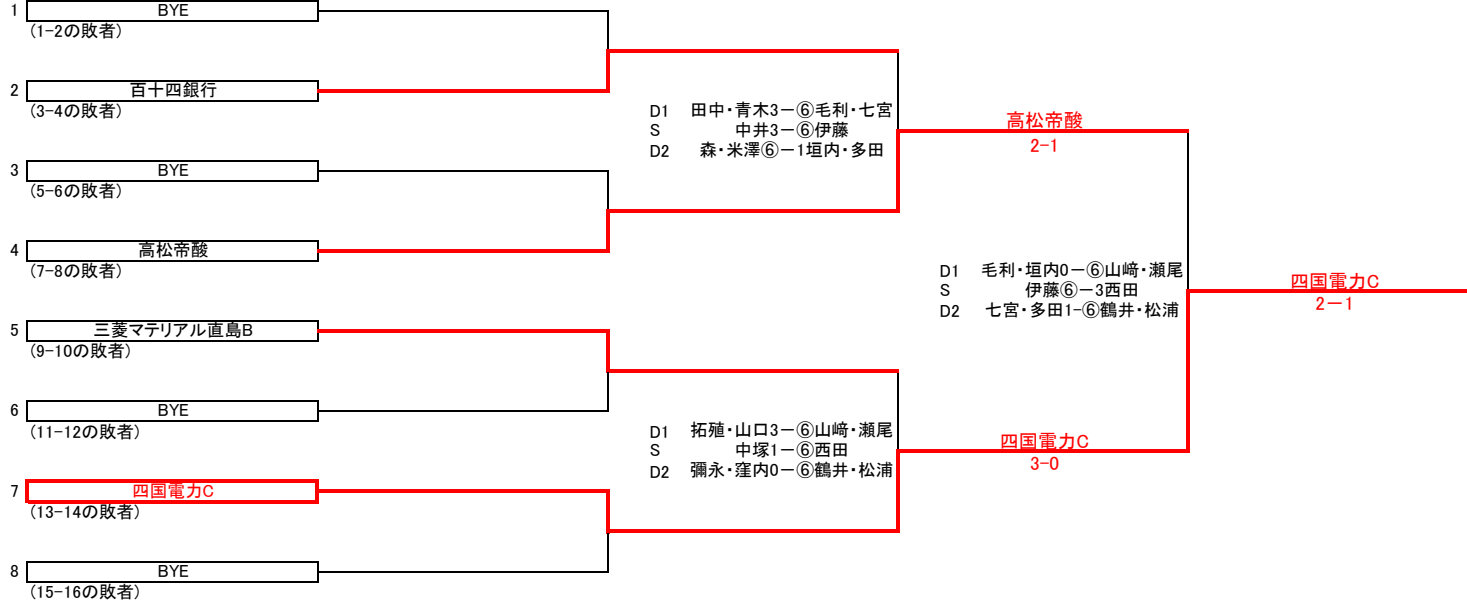 1 BYE
(1-2の敗者)
2 百十四銀行
(3-4の敗者)
3 BYE
(5-6の敗者)
4 高松帝酸
(7-8の敗者)
5 三菱マテリアル直島B
(9-10の敗者)
6 BYE
(11-12の敗者)
7 四国電力C
(13-14の敗者)
8 BYE
(15-16の敗者)
D1 田中・青木3-⑥毛利・七宮
S 中井3-⑥伊藤
D2 森・米澤⑥-1垣内・多田
D1 拓殖・山口3-⑥山﨑・瀬尾
S 中塚1-⑥西田
D2 彌永・窪内0-⑥鶴井・松浦
高松帝酸
2-1
D1 毛利・垣内0-⑥山﨑・瀬尾
S 伊藤⑥-3西田
D2 七宮・多田1-⑥鶴井・松浦
四国電力C
3-0
四国電力C
2-1